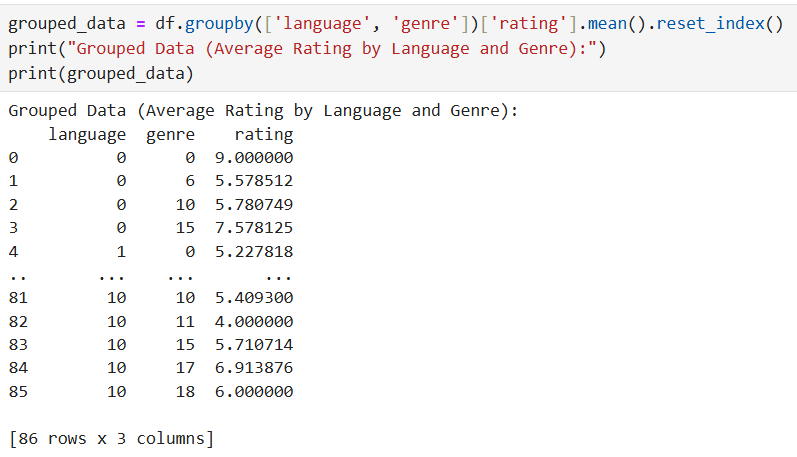 grouped_data = df.groupby(['language', 'genre'])['rating'].mean().reset_index()
print("Grouped Data (Average Rating by Language and Genre):")
print(grouped_data)
Grouped Data (Average Rating by Language and Genre):
    language  genre    rating
0          0      0  9.000000
1          0      6  5.578512
2          0     10  5.780749
3          0     15  7.578125
4          1      0  5.227818
..       ...    ...       ...
81        10     10  5.409300
82        10     11  4.000000
83        10     15  5.710714
84        10     17  6.913876
85        10     18  6.000000
[86 rows x 3 columns]